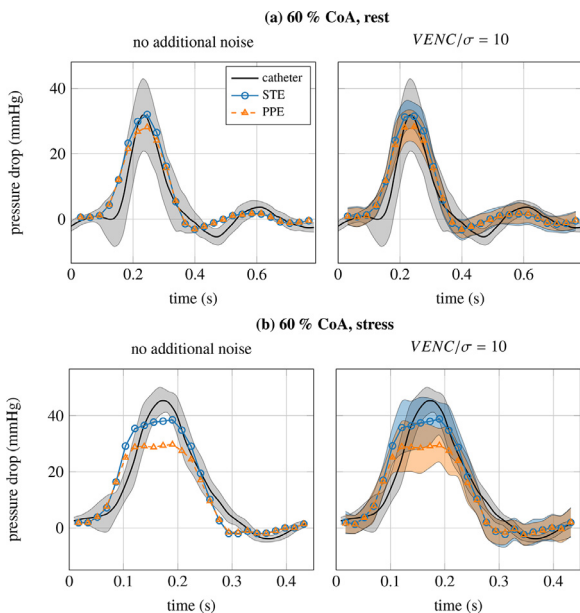 (a) 60 % CoA, rest
no additional noise
VENC/σ = 10
catheter
STE
PPE
pressure drop (mmHg)
40
20
0
0 0.2 0.4 0.6
0 0.2 0.4 0.6
time (s)
time (s)
(b) 60 % CoA, stress
no additional noise
VENC/σ = 10
pressure drop (mmHg)
40
20
0
0 0.1 0.2 0.3 0.4
0 0.1 0.2 0.3 0.4
time (s)
time (s)